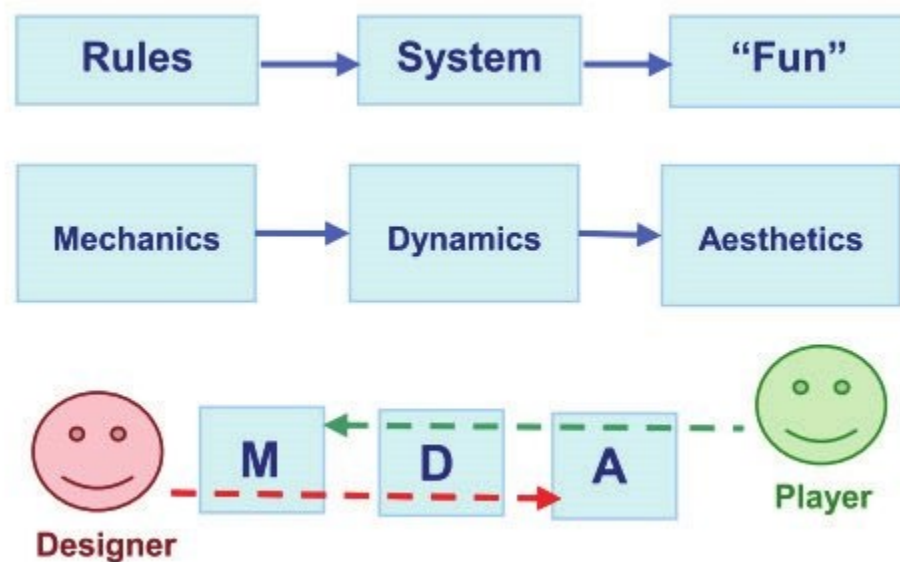 Rules
System
“Fun”
Mechanics
Dynamics
Aesthetics
M
D
A
Player
Designer